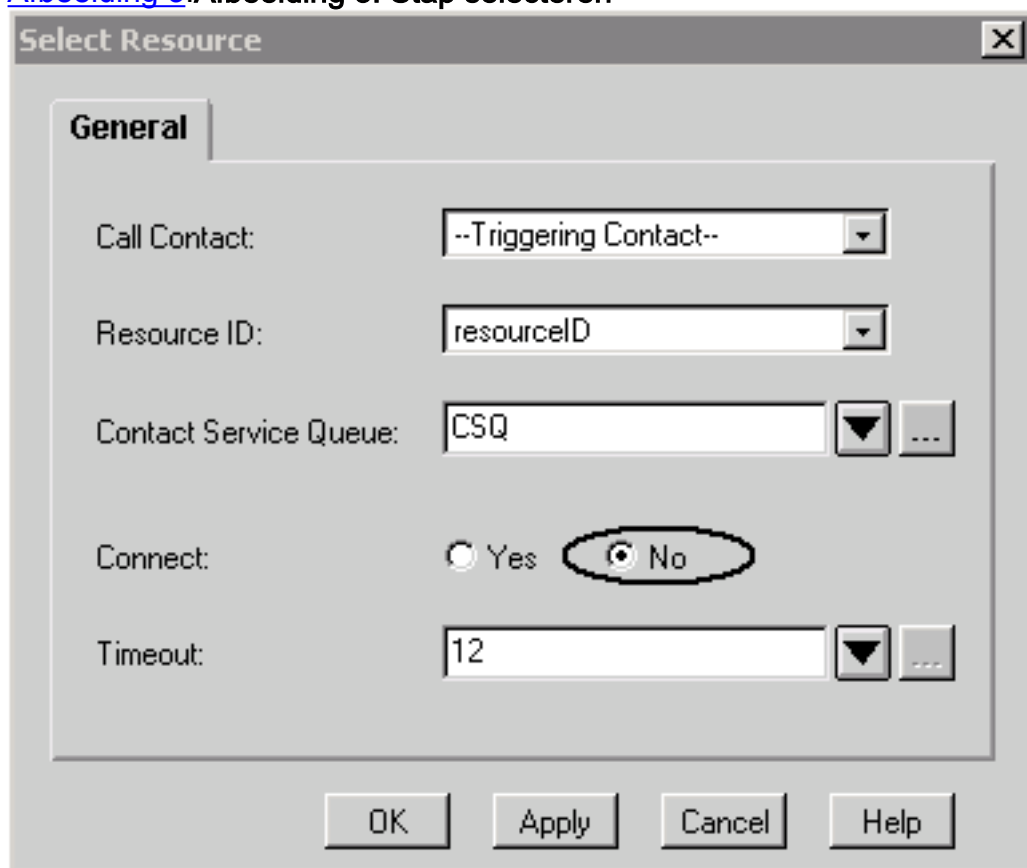 Select Resource
General
Call Contact: --Triggering Contact--
Resource ID: resourceID
Contact Service Queue: CSQ ...
Connect: Yes No
Timeout: 12 ...
OK Apply Cancel Help